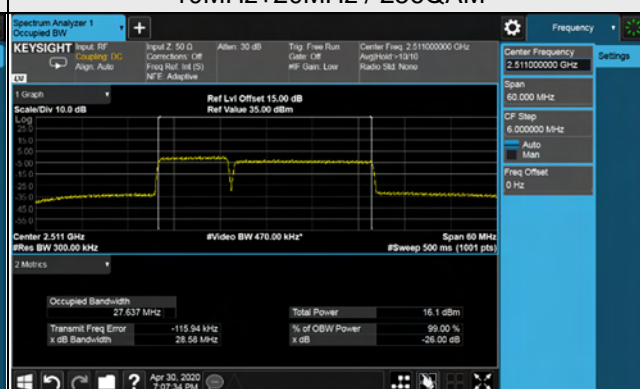 10MHz+20MHz / 256QAM
Spectrum Analyzer 1
Occupied BW
Frequency
KEYSIGHT
Input: RF
Coupling: DC
Align: Auto
Input Z: 50 Ω
Corrections: Off
Freq Ref: Int (S)
NFE: Adaptive
Atten: 30 dB
Trig: Free Run
Gate: Off
#IF Gain: Low
Center Freq: 2.511000000 GHz
Avg|Hold:>10/10
Radio Std: None
LXI
Center Frequency
2.511000000 GHz
Settings
Span
60.000 MHz
CF Step
6.000000 MHz
Auto
Man
Freq Offset
0 Hz
1 Graph
Scale/Div 10.0 dB
Ref Lvl Offset 15.00 dB
Ref Value 35.00 dBm
Log
25.0
15.0
5.00
-5.00
-15.0
-25.0
-35.0
-45.0
-55.0
Center 2.511 GHz
#Video BW 470.00 kHz*
Span 60 MHz
#Res BW 300.00 kHz
#Sweep 500 ms (1001 pts)
2 Metrics
Occupied Bandwidth
27.637 MHz
Total Power
16.1 dBm
Transmit Freq Error
-115.94 kHz
% of OBW Power
99.00 %
x dB Bandwidth
28.58 MHz
x dB
-26.00 dB
Apr 30, 2020
7:07:34 PM